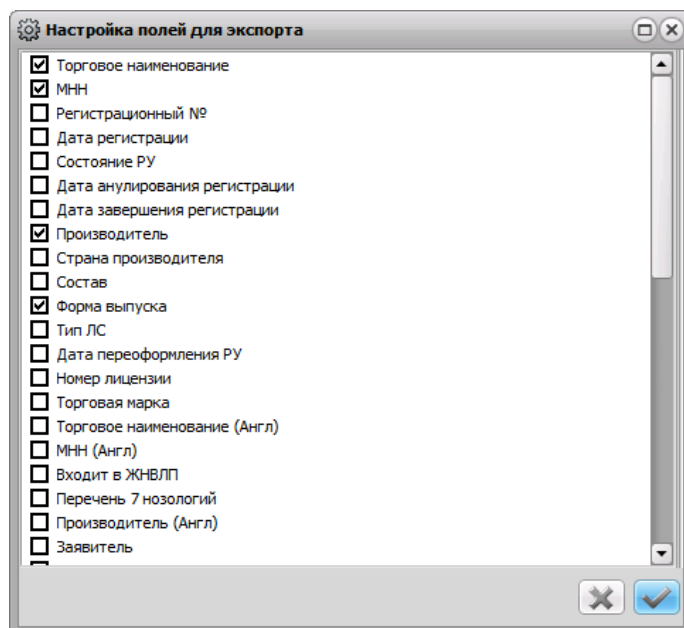 Настройка полей для экспорта
Торговое наименование
МНН
Регистрационный №
Дата регистрации
Состояние РУ
Дата анулирования регистрации
Дата завершения регистрации
Производитель
Страна производителя
Состав
Форма выпуска
Тип ЛС
Дата переоформления РУ
Номер лицензии
Торговая марка
Торговое наименование (Англ)
МНН (Англ)
Входит в ЖНВЛП
Перечень 7 нозологий
Производитель (Англ)
Заявитель